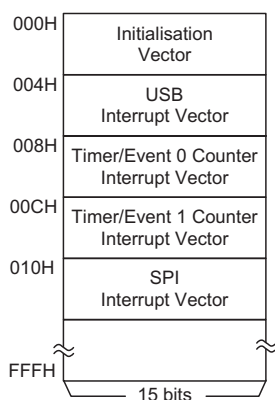 000H
Initialisation
Vector
004H
USB
Interrupt Vector
008H
Timer/Event 0 Counter
Interrupt Vector
00CH
Timer/Event 1 Counter
Interrupt Vector
010H
SPI
Interrupt Vector
FFFH
15 bits